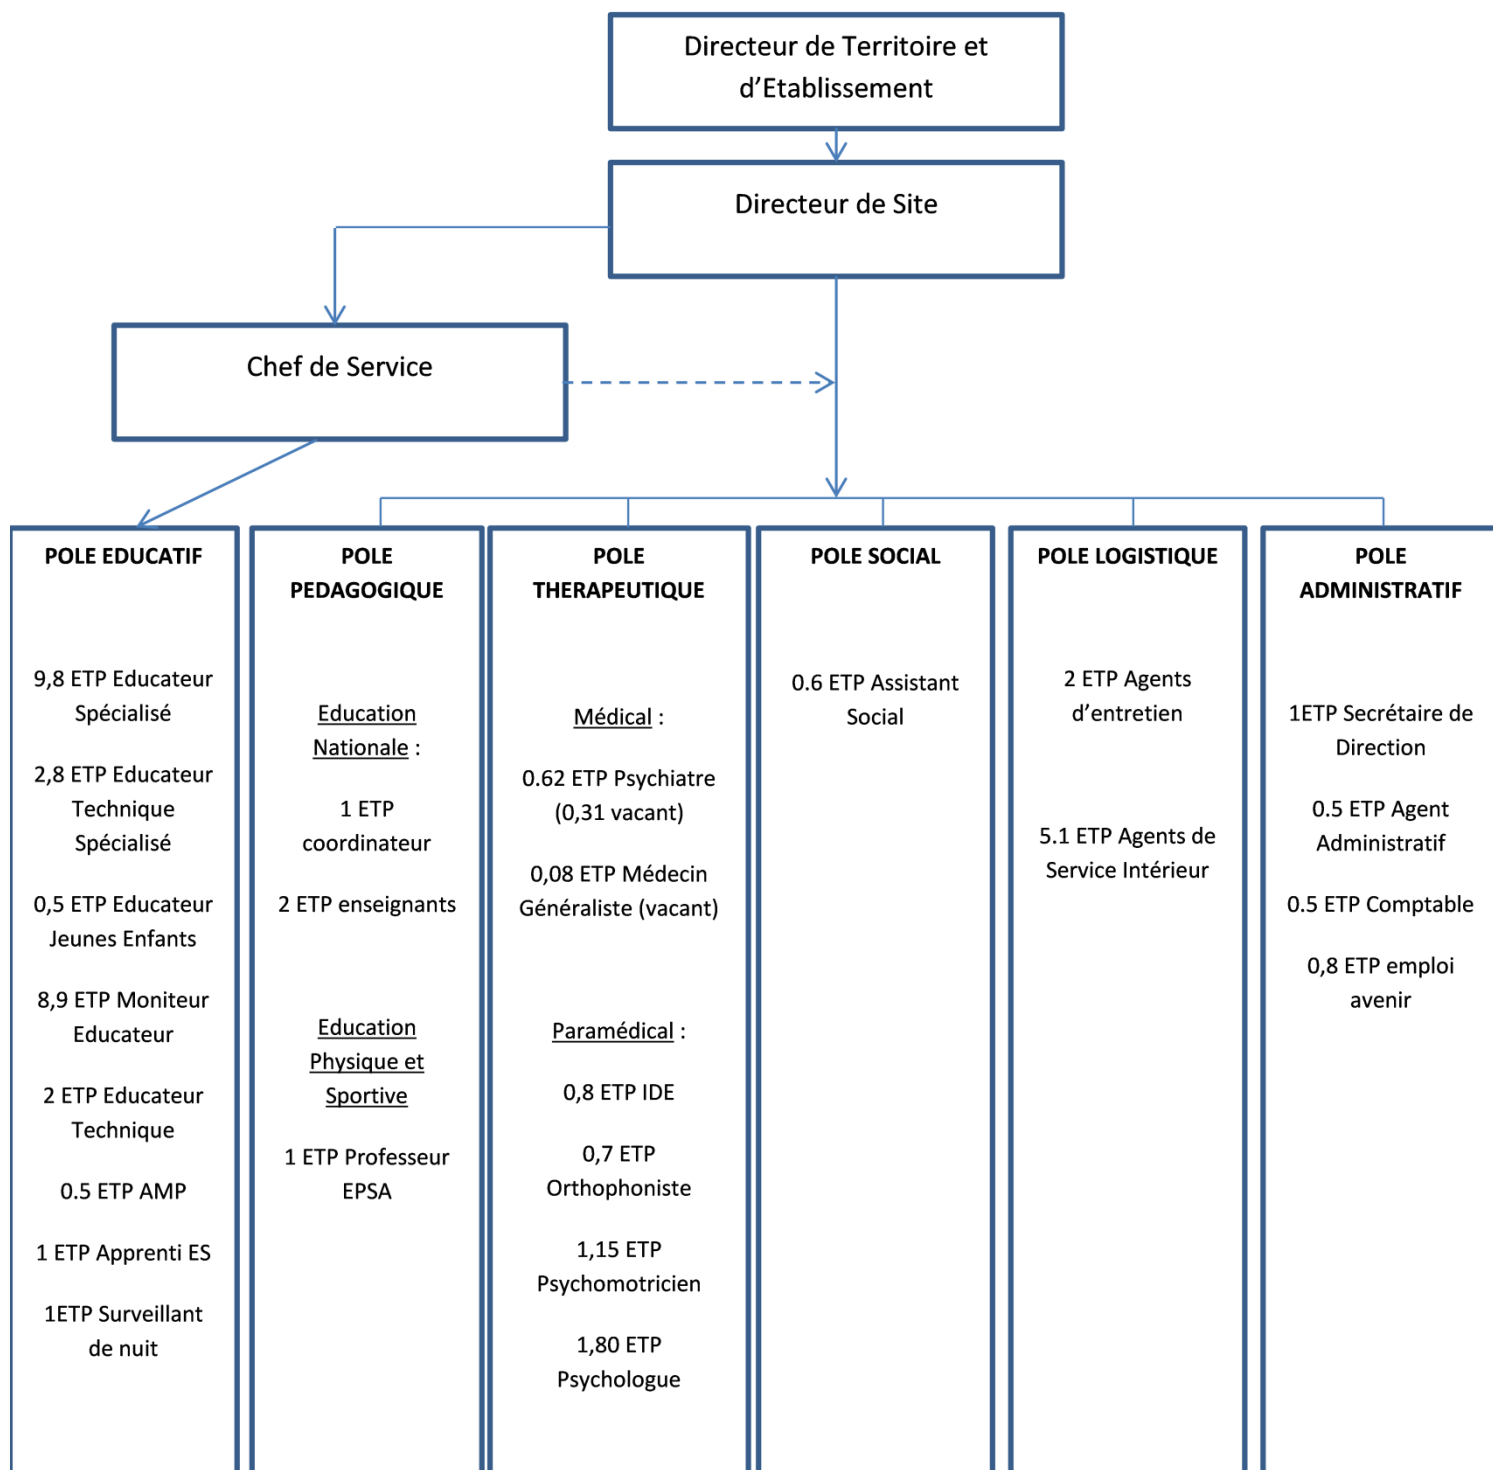 Directeur de Territoire et
d’Etablissement
Directeur de Site
Chef de Service
POLE EDUCATIF
9,8 ETP Educateur
Spécialisé
2,8 ETP Educateur
Technique
Spécialisé
0,5 ETP Educateur
Jeunes Enfants
8,9 ETP Moniteur
Educateur
2 ETP Educateur
Technique
0.5 ETP AMP
1 ETP Apprenti ES
1ETP Surveillant
de nuit
POLE
PEDAGOGIQUE
Education
Nationale :
1 ETP
coordinateur
2 ETP enseignants
Education
Physique et
Sportive
1 ETP Professeur
EPSA
POLE
THERAPEUTIQUE
Médical :
0.62 ETP Psychiatre
(0,31 vacant)
0,08 ETP Médecin
Généraliste (vacant)
Paramédical :
0,8 ETP IDE
0,7 ETP
Orthophoniste
1,15 ETP
Psychomotricien
1,80 ETP
Psychologue
POLE SOCIAL
0.6 ETP Assistant
Social
POLE LOGISTIQUE
2 ETP Agents
d’entretien
5.1 ETP Agents de
Service Intérieur
POLE
ADMINISTRATIF
1ETP Secrétaire de
Direction
0.5 ETP Agent
Administratif
0.5 ETP Comptable
0,8 ETP emploi
avenir